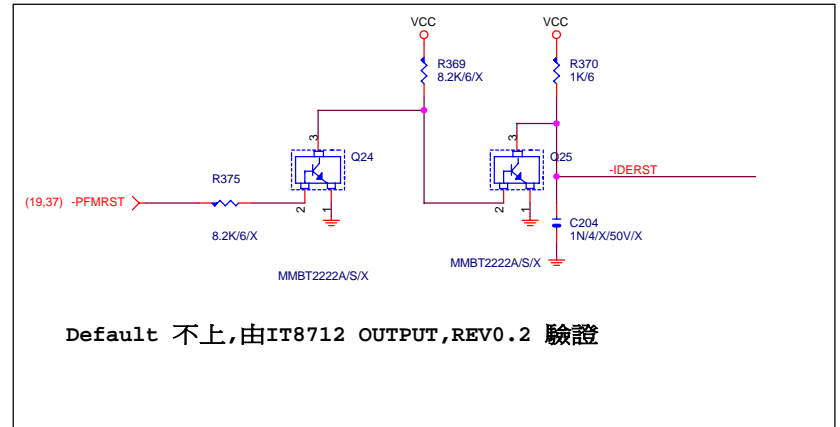 VCC
VCC
R369
8.2K/6/X
R370
1K/6
3
Q24
3
Q25
R375
-IDERST
(19,37) -PFMRST
2
1
2
1
8.2K/6/X
C204
1N/4/X/50V/X
MMBT2222A/S/X
MMBT2222A/S/X
Default 不上,由IT8712 OUTPUT,REV0.2 驗證